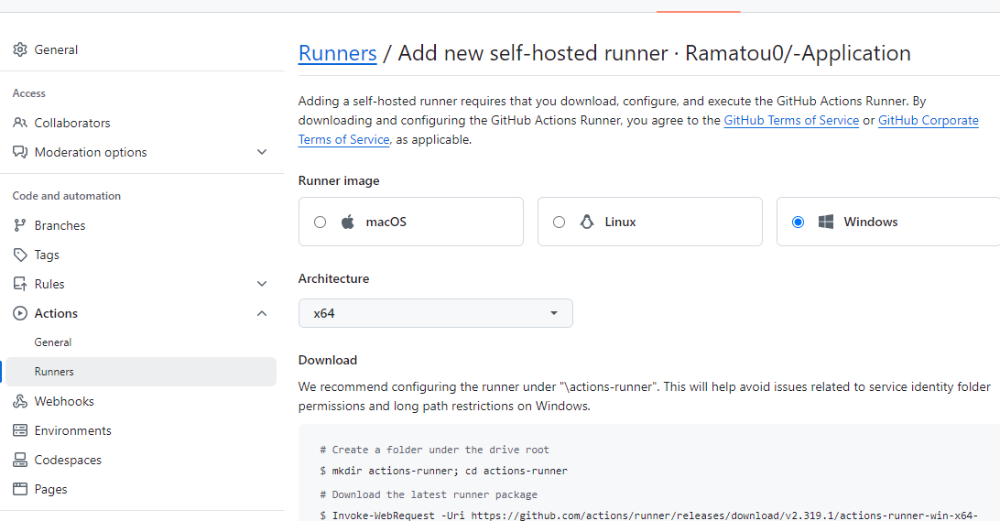 General
Access
Collaborators
Moderation options
Code and automation
Branches
Tags
Rules
Actions
General
Runners
Webhooks
Environments
Codespaces
Pages
Runners / Add new self-hosted runner · Ramatou0/-Application
Adding a self-hosted runner requires that you download, configure, and execute the GitHub Actions Runner. By
downloading and configuring the GitHub Actions Runner, you agree to the GitHub Terms of Service or GitHub Corporate
Terms of Service, as applicable.
Runner image
macOS
Linux
Windows
Architecture
x64
Download
We recommend configuring the runner under "\actions-runner". This will help avoid issues related to service identity folder
permissions and long path restrictions on Windows.
# Create a folder under the drive root
$ mkdir actions-runner; cd actions-runner
# Download the latest runner package
$ Invoke-WebRequest -Uri https://github.com/actions/runner/releases/download/v2.319.1/actions-runner-win-x64-